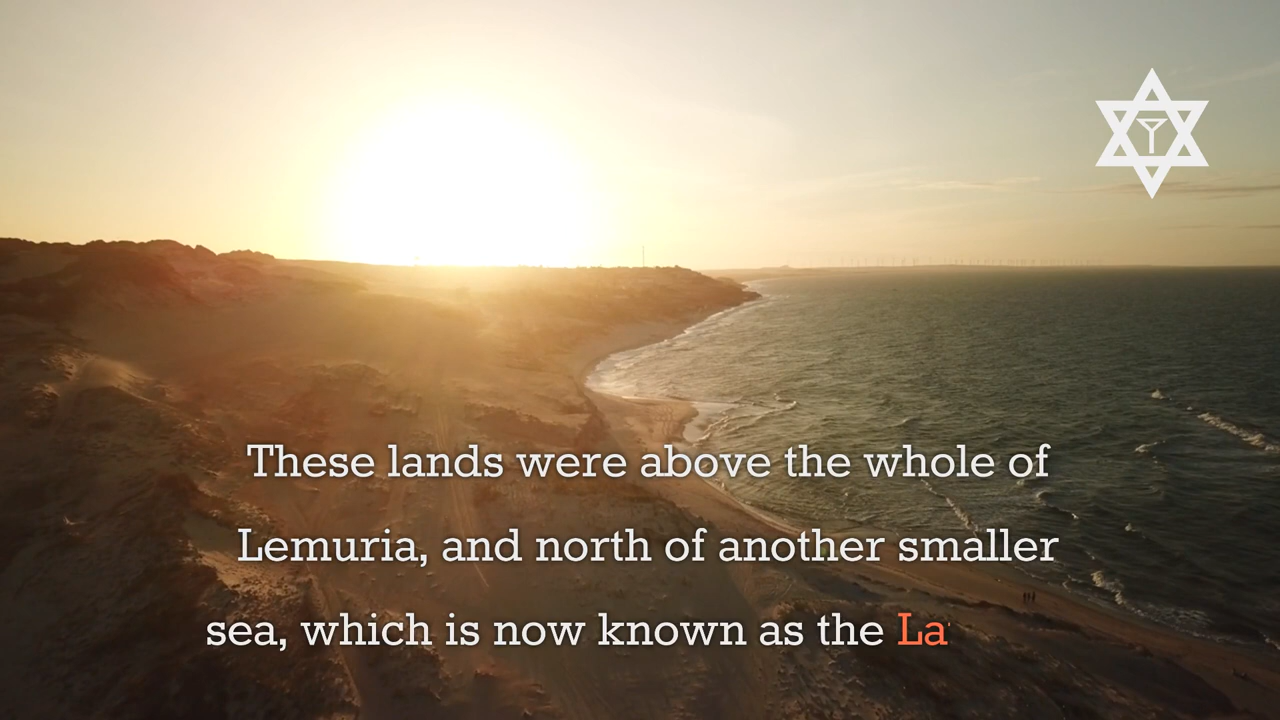 These lands were above the whole of
Lemuria, and north of another smaller
sea, which is now known as the La